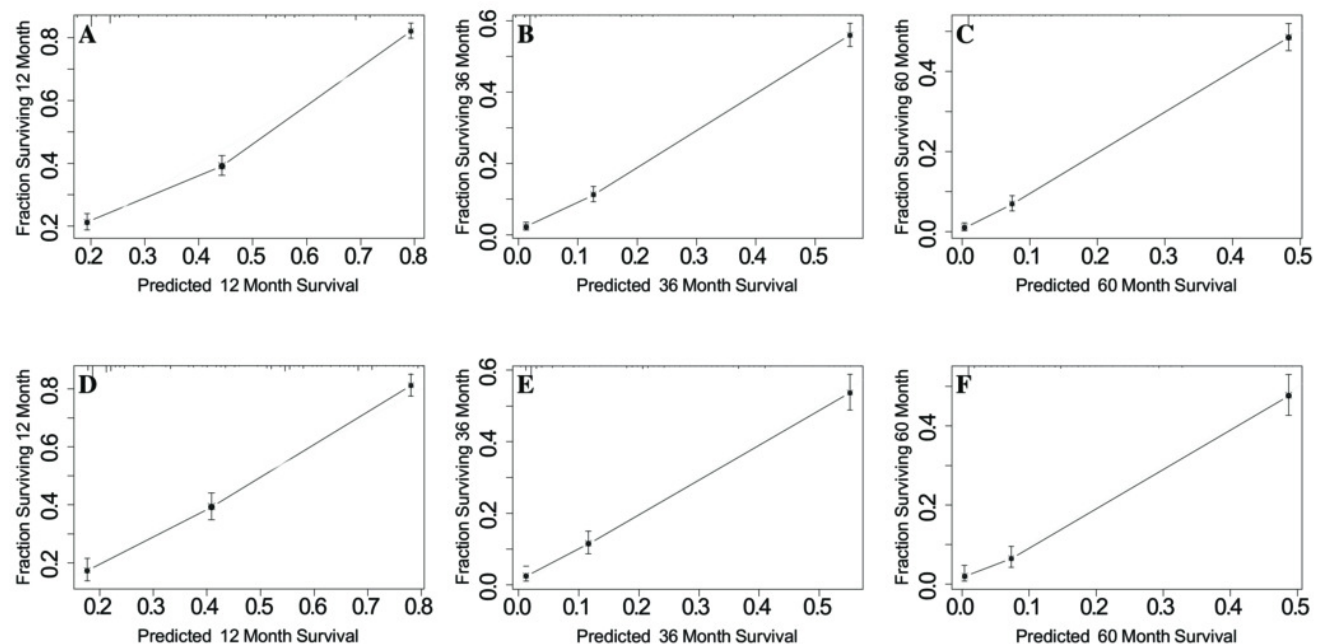 A
Fraction Surviving 12 Month
0.8
0.6
0.4
0.2
0.2 0.3 0.4 0.5 0.6 0.7 0.8
Predicted 12 Month Survival
B
Fraction Surviving 36 Month
0.6
0.4
0.2
0.0
0.0 0.1 0.2 0.3 0.4 0.5
Predicted 36 Month Survival
C
Fraction Surviving 60 Month
0.4
0.2
0.0
0.0 0.1 0.2 0.3 0.4 0.5
Predicted 60 Month Survival
D
Fraction Surviving 12 Month
0.8
0.6
0.4
0.2
0.2 0.3 0.4 0.5 0.6 0.7 0.8
Predicted 12 Month Survival
E
Fraction Surviving 36 Month
0.6
0.4
0.2
0.0
0.0 0.1 0.2 0.3 0.4 0.5
Predicted 36 Month Survival
F
Fraction Surviving 60 Month
0.4
0.2
0.0
0.0 0.1 0.2 0.3 0.4 0.5
Predicted 60 Month Survival